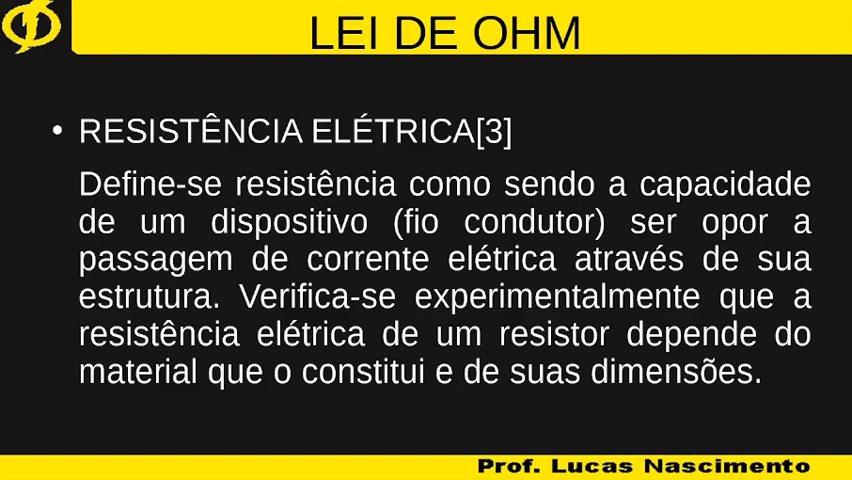 LEI DE OHM
• RESISTÊNCIA ELÉTRICA[3]
Define-se resistência como sendo a capacidade
de um dispositivo (fio condutor) ser opor a
passagem de corrente elétrica através de sua
estrutura. Verifica-se experimentalmente que a
resistência elétrica de um resistor depende do
material que o constitui e de suas dimensões.
Prof. Lucas Nascimento